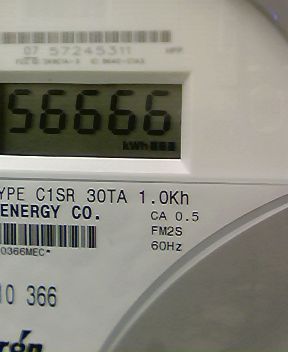 07 57245311
56666
kWh
YPE C1SR 30TA 1.0Kh
ENERGY CO.
CA 0.5
FM2S
60Hz
0366MEC*
10 366
rón